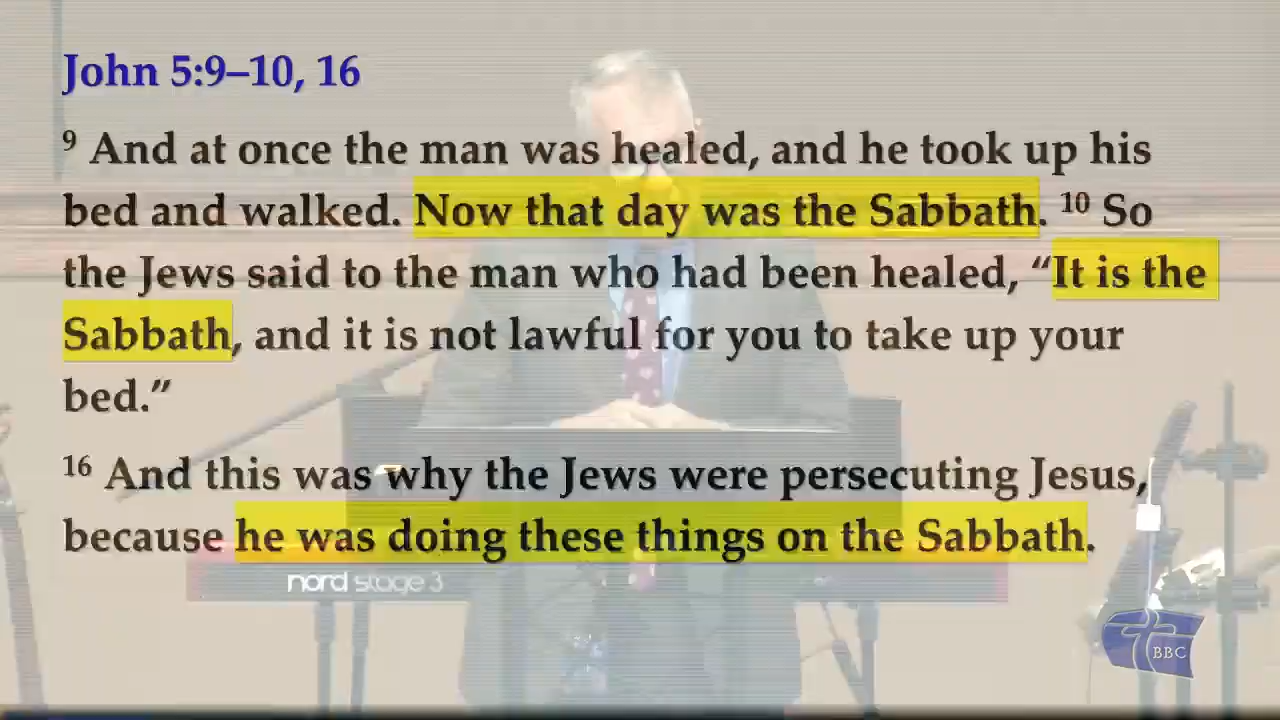 John 5:9–10, 16
9 And at once the man was healed, and he took up his
bed and walked. Now that day was the Sabbath. 10 So
the Jews said to the man who had been healed, “It is the
Sabbath, and it is not lawful for you to take up your
bed.”
16 And this was why the Jews were persecuting Jesus,
because he was doing these things on the Sabbath.
nord stage 3
BBC